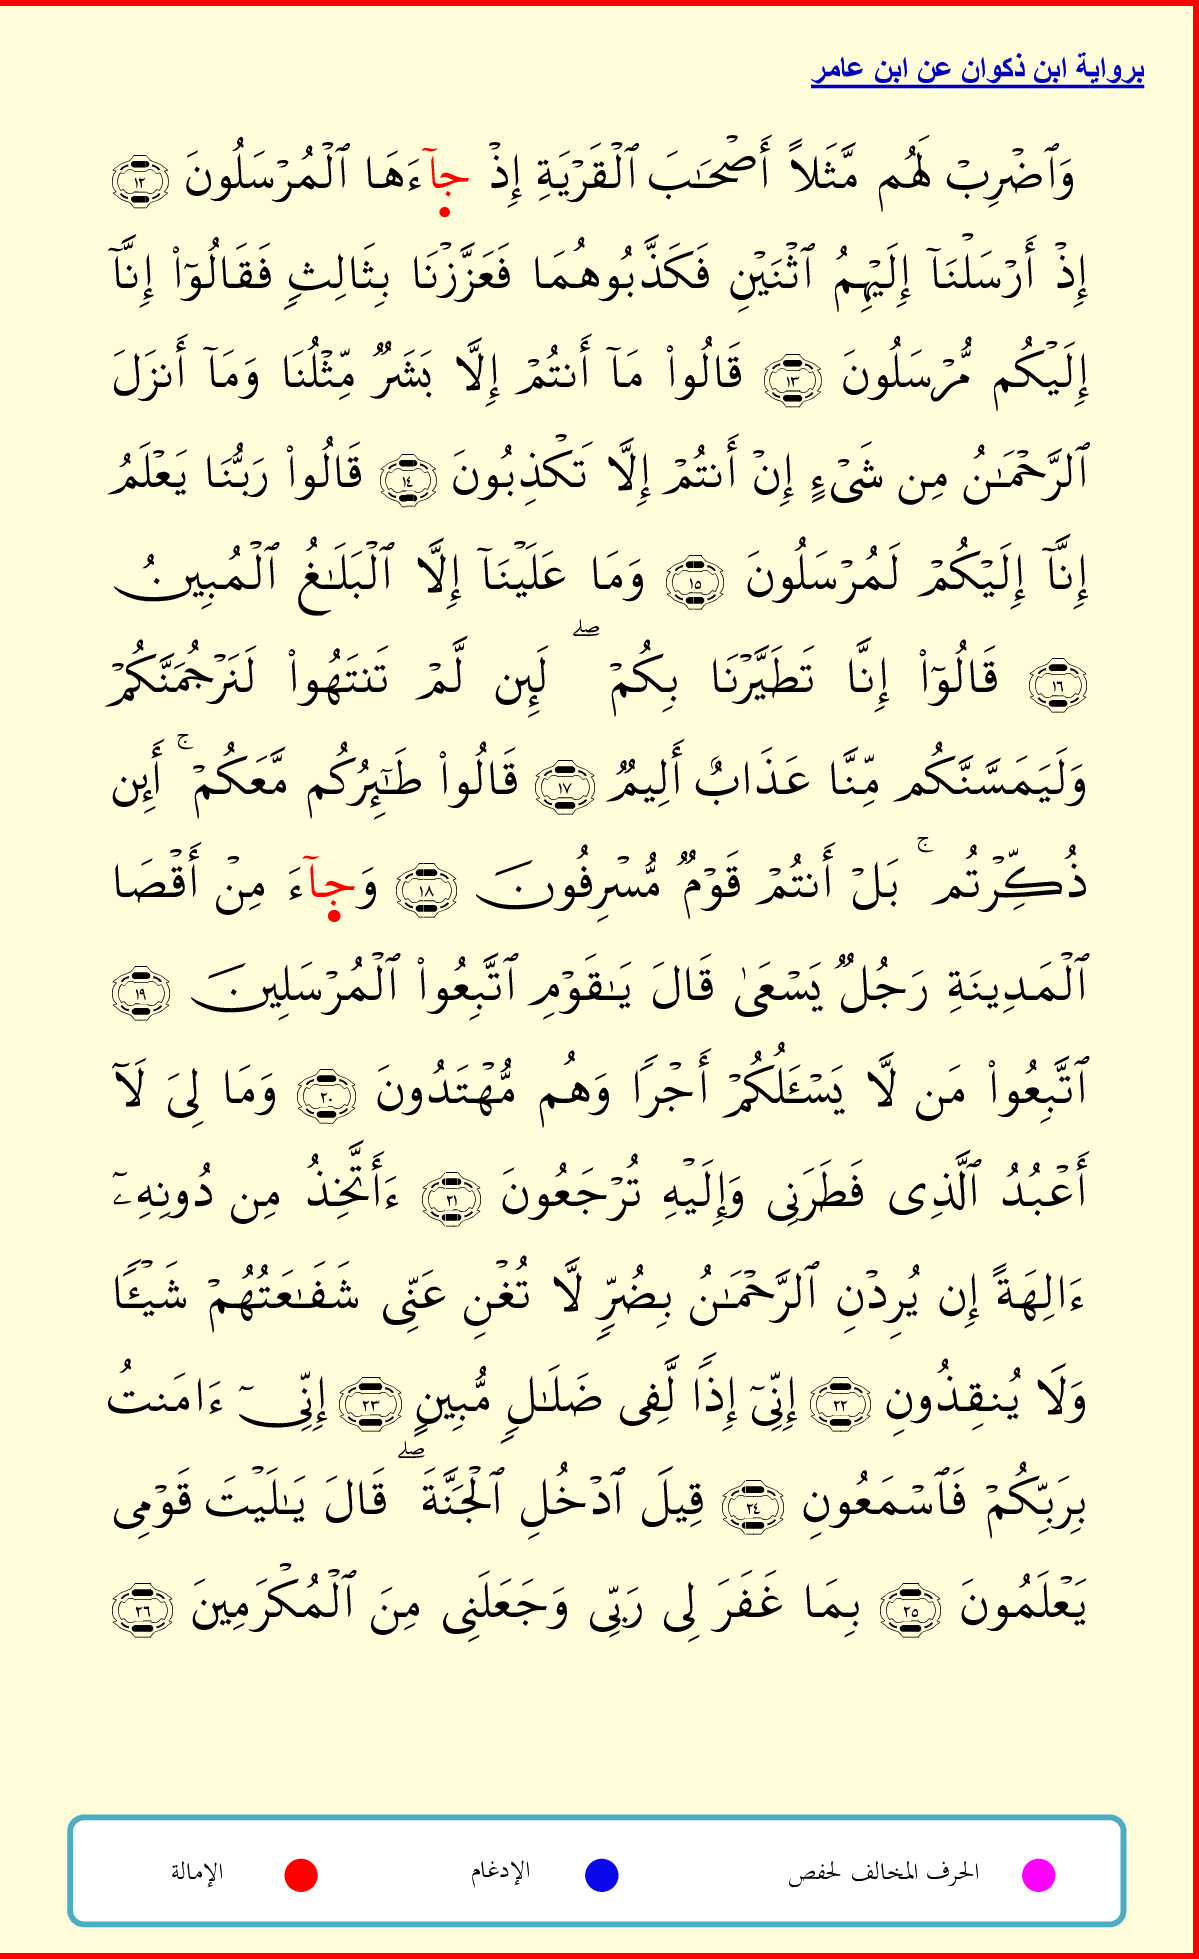 برواية ابن ذكوان عن ابن عامر
وَٱضۡرِبۡ لَهُم مَّثَلًا أَصۡحَـٰبَ ٱلۡقَرۡيَةِ إِذۡ جَآءَهَا ٱلۡمُرۡسَلُونَ ١٢
إِذۡ أَرۡسَلۡنَآ إِلَيۡهِمُ ٱثۡنَيۡنِ فَكَذَّبُوهُمَا فَعَزَّزۡنَا بِثَالِثٍ فَقَالُوٓاْ إِنَّآ
إِلَيۡكُم مُّرۡسَلُونَ ١٣ قَالُواْ مَآ أَنتُمۡ إِلَّا بَشَرٌ مِّثۡلُنَا وَمَآ أَنزَلَ
ٱلرَّحۡمَـٰنُ مِن شَىۡءٍ إِنۡ أَنتُمۡ إِلَّا تَكۡذِبُونَ ١٤ قَالُواْ رَبُّنَا يَعۡلَمُ
إِنَّآ إِلَيۡكُمۡ لَمُرۡسَلُونَ ١٥ وَمَا عَلَيۡنَآ إِلَّا ٱلۡبَلَـٰغُ ٱلۡمُبِينُ
١٦ قَالُوٓاْ إِنَّا تَطَيَّرۡنَا بِكُمۡۖ لَئِن لَّمۡ تَنتَهُواْ لَنَرۡجُمَنَّكُمۡ
وَلَيَمَسَّنَّكُم مِّنَّا عَذَابٌ أَلِيمٌ ١٧ قَالُواْ طَـٰٓئِرُكُم مَّعَكُمۡۚ أَئِن
ذُكِّرۡتُمۚ بَلۡ أَنتُمۡ قَوۡمٌ مُّسۡرِفُونَ ١٨ وَجَآءَ مِنۡ أَقۡصَا
ٱلۡمَدِينَةِ رَجُلٌ يَسۡعَىٰ قَالَ يَـٰقَوۡمِ ٱتَّبِعُواْ ٱلۡمُرۡسَلِينَ ١٩
ٱتَّبِعُواْ مَن لَّا يَسۡـَٔلُكُمۡ أَجۡرًا وَهُم مُّهۡتَدُونَ ٢٠ وَمَا لِىَ لَآ
أَعۡبُدُ ٱلَّذِى فَطَرَنِى وَإِلَيۡهِ تُرۡجَعُونَ ٢١ ءَأَتَّخِذُ مِن دُونِهِۦٓ
ءَالِهَةً إِن يُرِدۡنِ ٱلرَّحۡمَـٰنُ بِضُرٍّ لَّا تُغۡنِ عَنِّى شَفَـٰعَتُهُمۡ شَيۡـًٔا
وَلَا يُنقِذُونِ ٢٢ إِنِّىٓ إِذًا لَّفِى ضَلَـٰلٍ مُّبِينٍ ٢٣ إِنِّىٓ ءَامَنتُ
بِرَبِّكُمۡ فَٱسۡمَعُونِ ٢٤ قِيلَ ٱدۡخُلِ ٱلۡجَنَّةَۖ قَالَ يَـٰلَيۡتَ قَوۡمِى
يَعۡلَمُونَ ٢٥ بِمَا غَفَرَ لِى رَبِّى وَجَعَلَنِى مِنَ ٱلۡمُكۡرَمِينَ ٢٦
الحرف المخالف لحفص الإدغام الإمالة